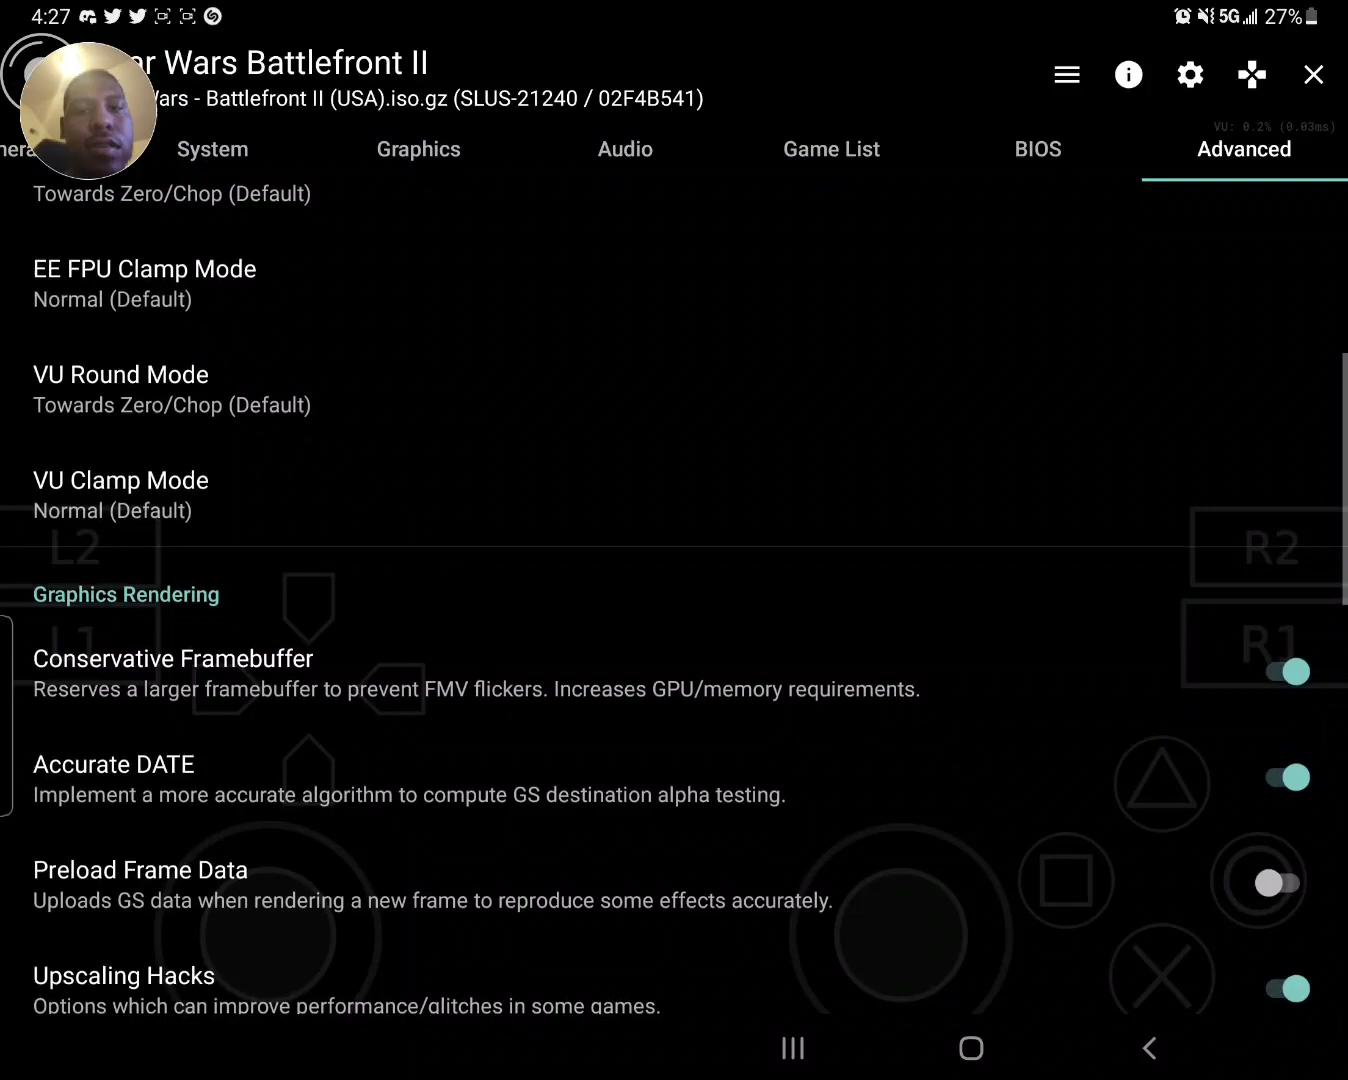 4:27
5G 27%
ar Wars Battlefront II
Wars - Battlefront II (USA).iso.gz (SLUS-21240 / 02F4B541)
VU: 0.2% (0.03ms)
nera System Graphics Audio Game List BIOS Advanced
Towards Zero/Chop (Default)
EE FPU Clamp Mode
Normal (Default)
VU Round Mode
Towards Zero/Chop (Default)
VU Clamp Mode
Normal (Default)
L2 R2
Graphics Rendering
L1 R1
Conservative Framebuffer
Reserves a larger framebuffer to prevent FMV flickers. Increases GPU/memory requirements.
Accurate DATE
Implement a more accurate algorithm to compute GS destination alpha testing.
Preload Frame Data
Uploads GS data when rendering a new frame to reproduce some effects accurately.
Upscaling Hacks
Options which can improve performance/glitches in some games.